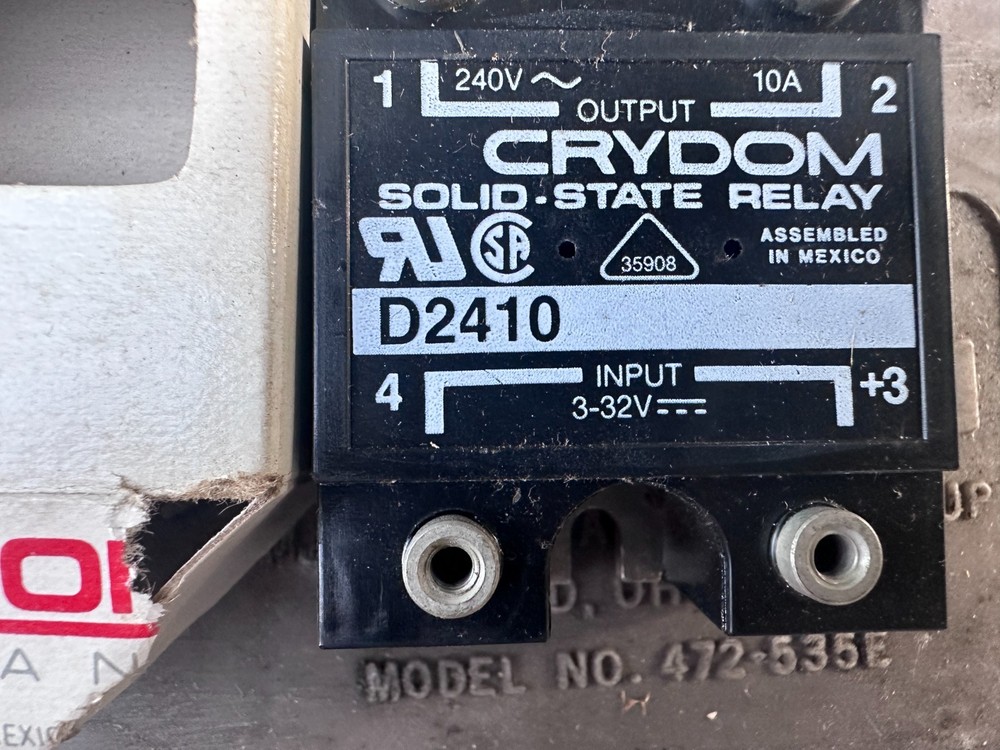 1 240V ~ 10A 2
OUTPUT
CRYDOM
SOLID-STATE RELAY
ASSEMBLED
IN MEXICO
35908
D2410
4 INPUT +3
3-32V
UP
MODEL NO. 472-535E
A N